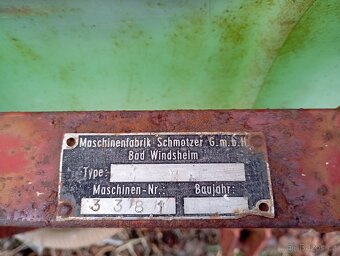 Maschinenfabrik Schmotzer G.m.b.H
Bad Windsheim
Type:
Maschinen-Nr.: Baujahr:
3381